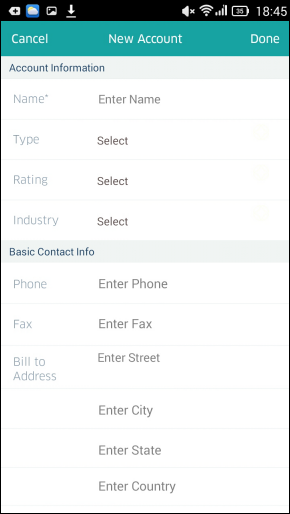 35 18:45
Cancel New Account Done
Account Information
Name* Enter Name
Type Select
Rating Select
Industry Select
Basic Contact Info
Phone Enter Phone
Fax Enter Fax
Bill to Address Enter Street
Enter City
Enter State
Enter Country